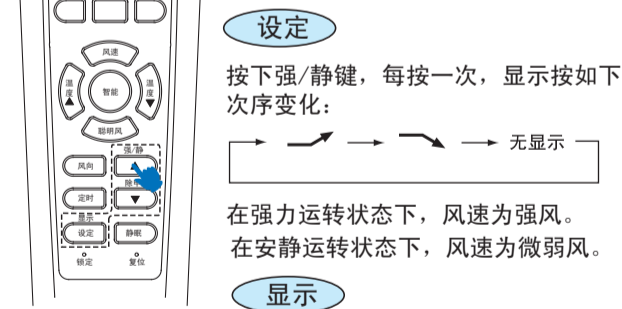 风速
温度
智能
温度
聪明风
强/静
风向
定时
显示
设定
静眠
锁定
复位
设定
按下强/静键，每按一次，显示按如下
次序变化：
无显示
在强力运转状态下，风速为强风。
在安静运转状态下，风速为微弱风。
显示